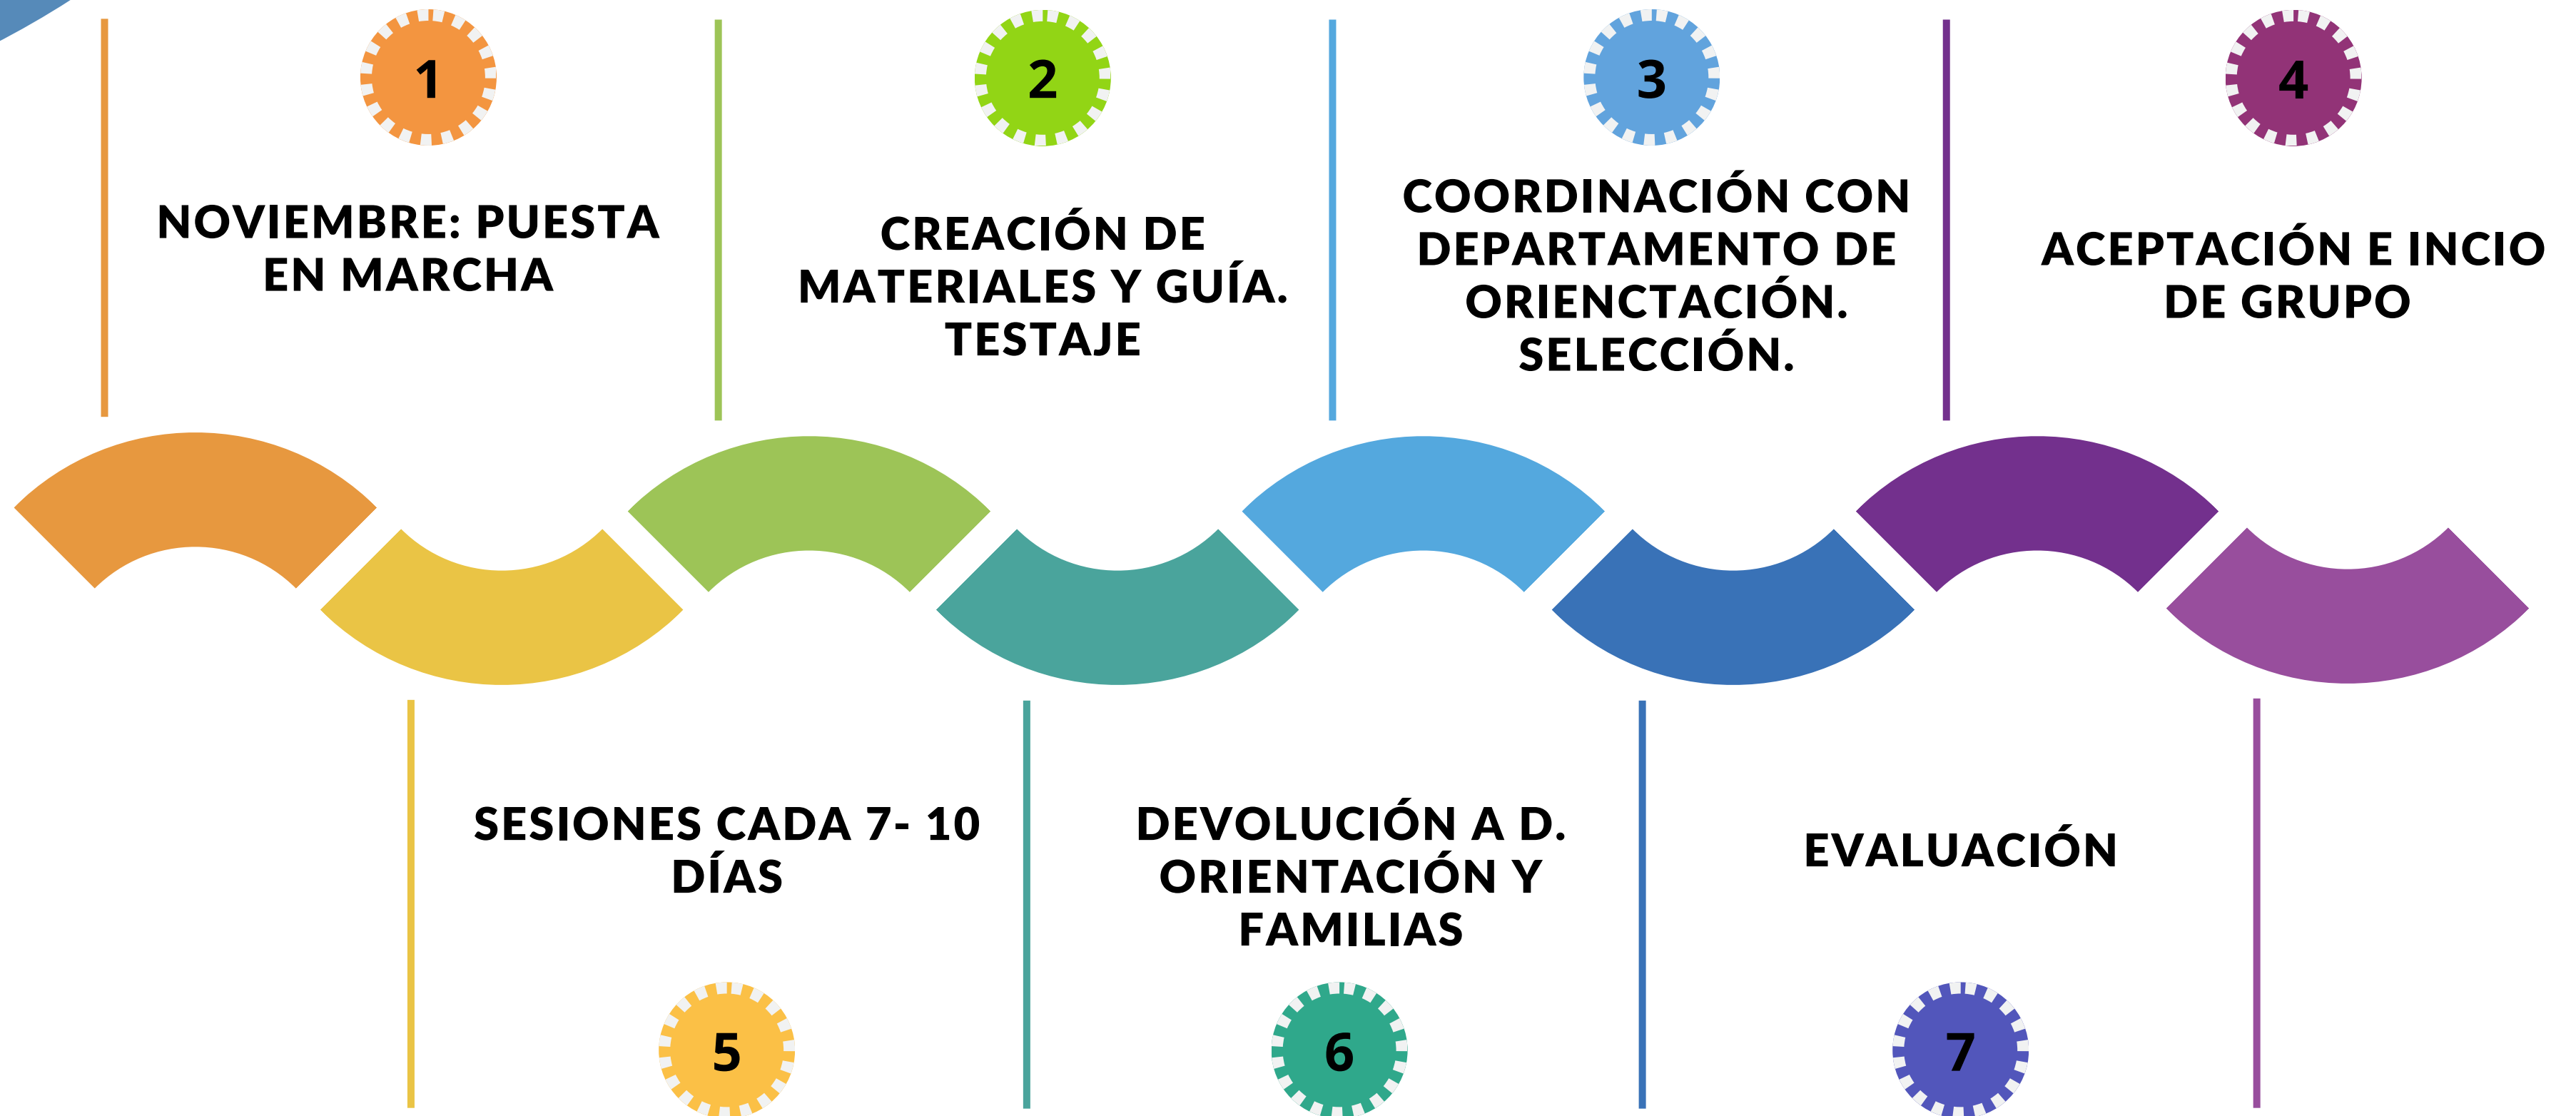 1
NOVIEMBRE: PUESTA
EN MARCHA
2
CREACIÓN DE
MATERIALES Y GUÍA.
TESTAJE
3
COORDINACIÓN CON
DEPARTAMENTO DE
ORIENCTACIÓN.
SELECCIÓN.
4
ACEPTACIÓN E INCIO
DE GRUPO
SESIONES CADA 7- 10
DÍAS
5
DEVOLUCIÓN A D.
ORIENTACIÓN Y
FAMILIAS
6
EVALUACIÓN
7